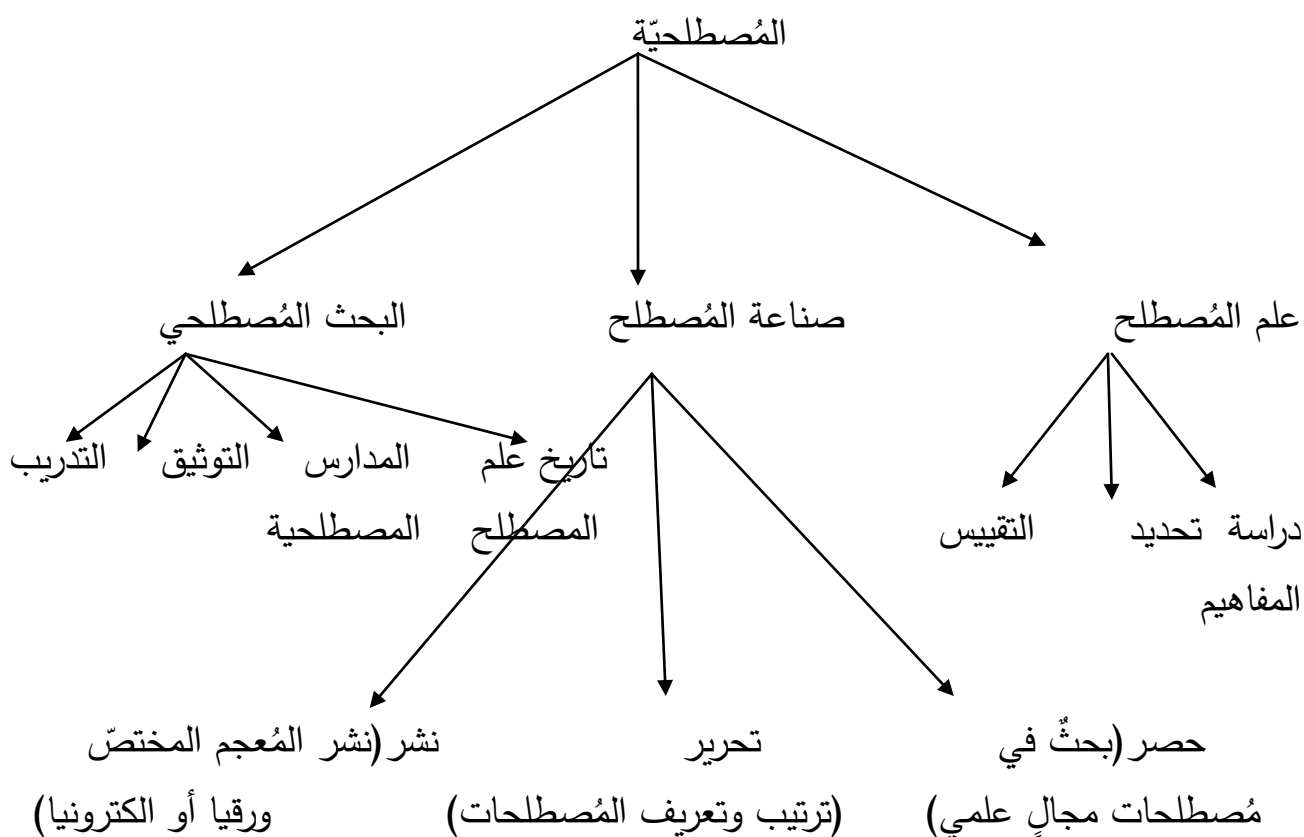 المُصطلحيّة
علم المُصطلح صناعة المُصطلح البحث المُصطلحي
تاريخ علم المدارس التوثيق التدريب
المصطلح المصطلحية
دراسة تحديد التقييس
المفاهيم
حصر(بحثٌ في تحرير نشر(نشر المُعجم المختصّ
مُصطلحات مجالٍ علمي) (ترتيب وتعريف المُصطلحات) ورقيا أو الكترونيا)